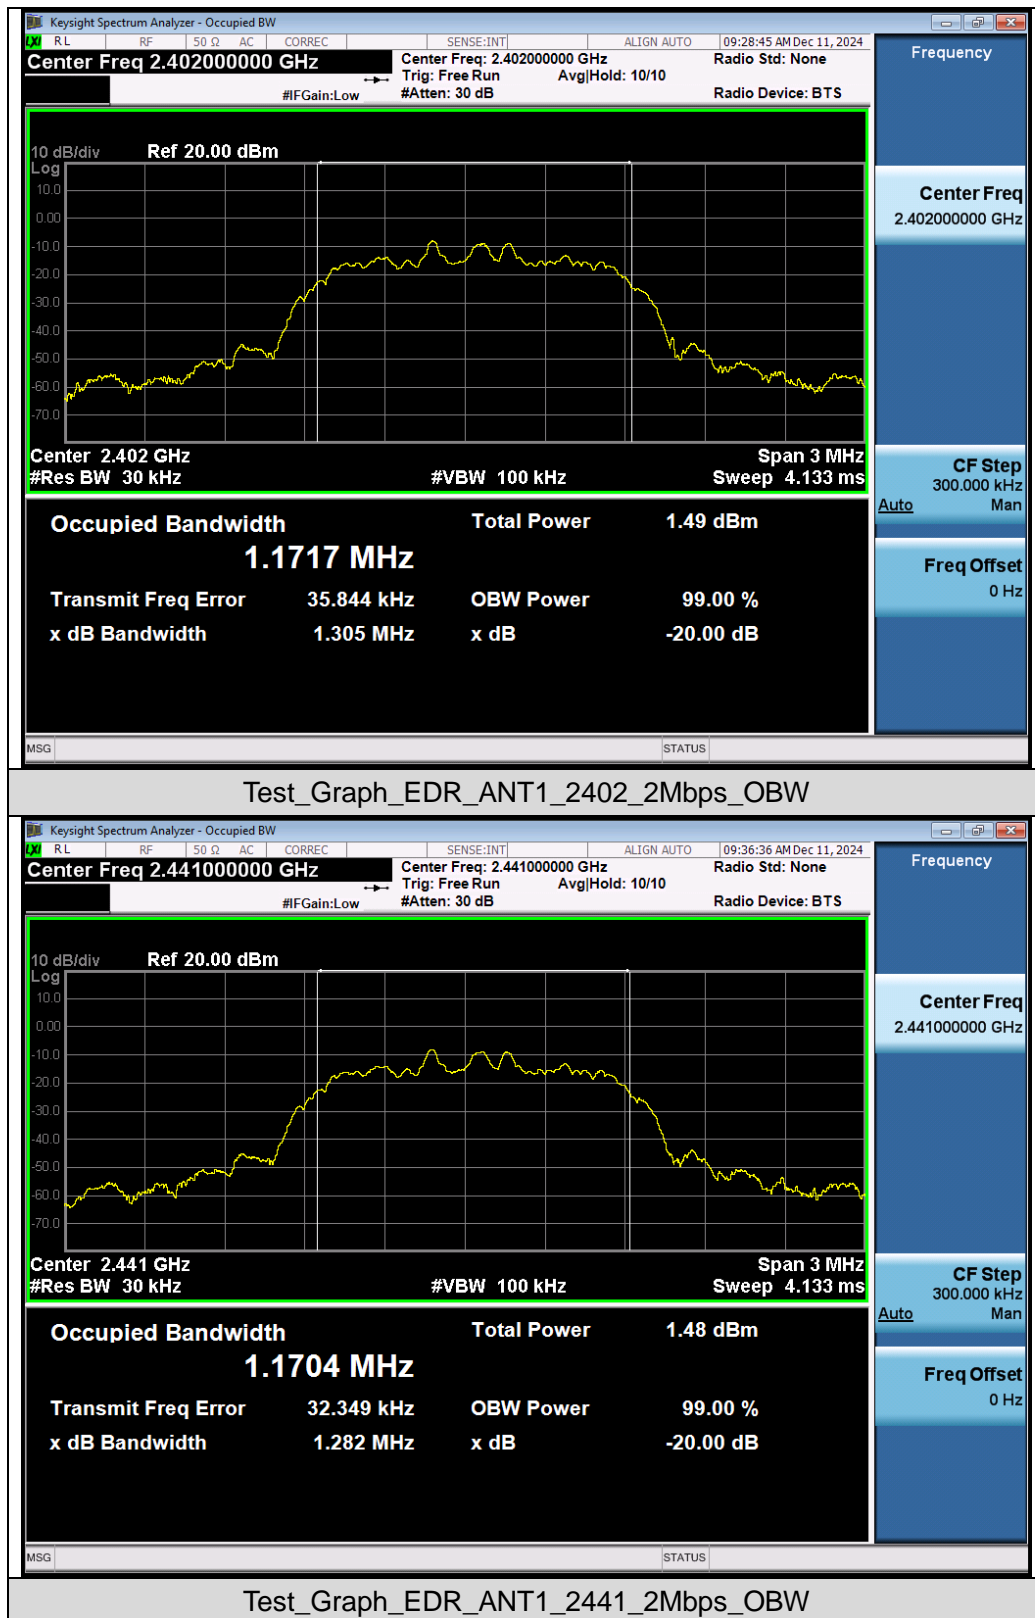 Keysight Spectrum Analyzer - Occupied BW
LXI RL RF 50 Ω AC CORREC SENSE:INT ALIGN AUTO 09:28:45 AM Dec 11, 2024
Center Freq 2.402000000 GHz
Center Freq: 2.402000000 GHz
Radio Std: None
Trig: Free Run Avg|Hold: 10/10
#IFGain:Low
#Atten: 30 dB
Radio Device: BTS
Frequency
10 dB/div
Ref 20.00 dBm
Log
10.0
0.00
-10.0
-20.0
-30.0
-40.0
-50.0
-60.0
-70.0
Center Freq
2.402000000 GHz
Center 2.402 GHz
Span 3 MHz
#Res BW 30 kHz
#VBW 100 kHz
Sweep 4.133 ms
CF Step
300.000 kHz
Auto Man
Occupied Bandwidth
Total Power 1.49 dBm
1.1717 MHz
Transmit Freq Error 35.844 kHz
OBW Power 99.00 %
x dB Bandwidth 1.305 MHz
x dB -20.00 dB
Freq Offset
0 Hz
MSG
STATUS
Test_Graph_EDR_ANT1_2402_2Mbps_OBW
Keysight Spectrum Analyzer - Occupied BW
LXI RL RF 50 Ω AC CORREC SENSE:INT ALIGN AUTO 09:36:36 AM Dec 11, 2024
Center Freq 2.441000000 GHz
Center Freq: 2.441000000 GHz
Radio Std: None
Trig: Free Run Avg|Hold: 10/10
#IFGain:Low
#Atten: 30 dB
Radio Device: BTS
Frequency
10 dB/div
Ref 20.00 dBm
Log
10.0
0.00
-10.0
-20.0
-30.0
-40.0
-50.0
-60.0
-70.0
Center Freq
2.441000000 GHz
Center 2.441 GHz
Span 3 MHz
#Res BW 30 kHz
#VBW 100 kHz
Sweep 4.133 ms
CF Step
300.000 kHz
Auto Man
Occupied Bandwidth
Total Power 1.48 dBm
1.1704 MHz
Transmit Freq Error 32.349 kHz
OBW Power 99.00 %
x dB Bandwidth 1.282 MHz
x dB -20.00 dB
Freq Offset
0 Hz
MSG
STATUS
Test_Graph_EDR_ANT1_2441_2Mbps_OBW